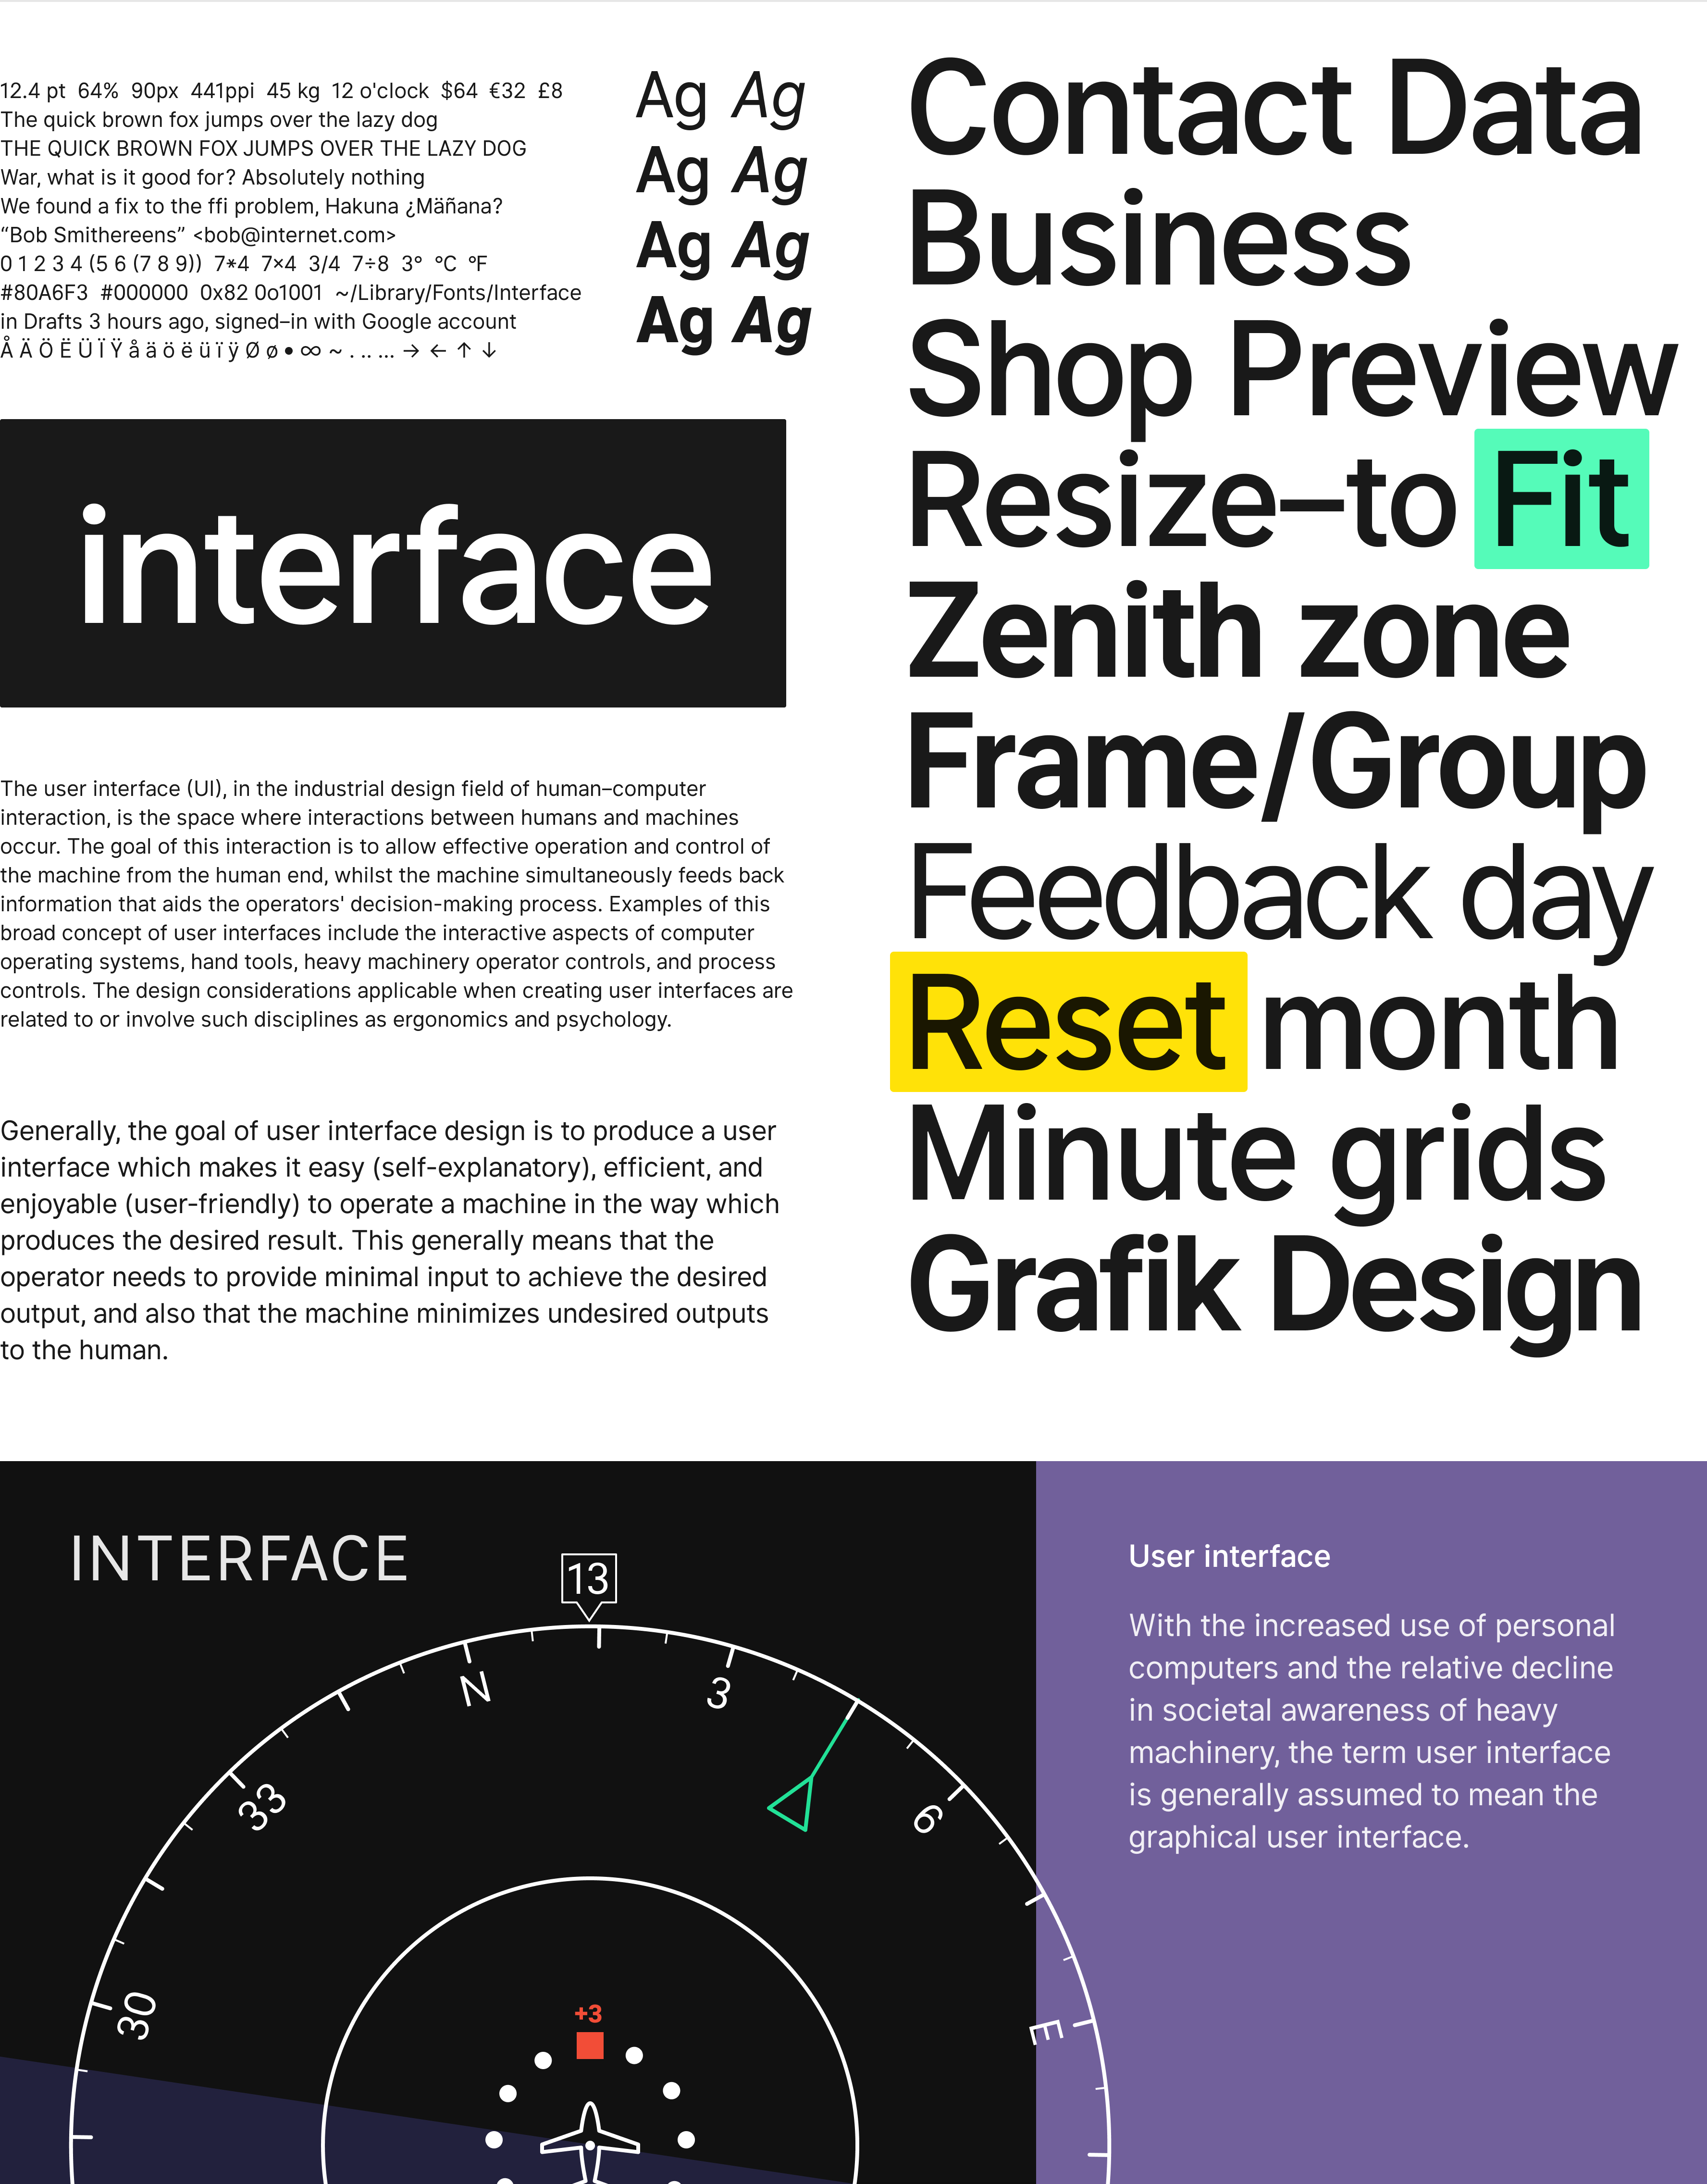 12.4 pt  64%  90px  441ppi  45 kg  12 o'clock  $64  €32  £8
The quick brown fox jumps over the lazy dog
THE QUICK BROWN FOX JUMPS OVER THE LAZY DOG
War, what is it good for? Absolutely nothing
We found a fix to the ffi problem, Hakuna ¿Mäñana?
“Bob Smithereens” <bob@internet.com>
0 1 2 3 4 (5 6 (7 8 9))  7*4  7×4  3/4  7÷8  3°  °C  °F
#80A6F3  #000000  0x82 0o1001  ~/Library/Fonts/Interface
in Drafts 3 hours ago, signed–in with Google account
Å Ä Ö Ë Ü Ï Ÿ å ä ö ë ü ï ÿ Ø ø • ∞ ~ . .. … → ← ↑ ↓
Ag Ag
Ag Ag
Ag Ag
Ag Ag
interface
The user interface (UI), in the industrial design field of human–computer
interaction, is the space where interactions between humans and machines
occur. The goal of this interaction is to allow effective operation and control of
the machine from the human end, whilst the machine simultaneously feeds back
information that aids the operators' decision-making process. Examples of this
broad concept of user interfaces include the interactive aspects of computer
operating systems, hand tools, heavy machinery operator controls, and process
controls. The design considerations applicable when creating user interfaces are
related to or involve such disciplines as ergonomics and psychology.
Generally, the goal of user interface design is to produce a user
interface which makes it easy (self-explanatory), efficient, and
enjoyable (user-friendly) to operate a machine in the way which
produces the desired result. This generally means that the
operator needs to provide minimal input to achieve the desired
output, and also that the machine minimizes undesired outputs
to the human.
Contact Data
Business
Shop Preview
Resize–to Fit
Zenith zone
Frame/Group
Feedback day
Reset month
Minute grids
Grafik Design
INTERFACE
13
N
3
33
6
30
E
+3
User interface
With the increased use of personal
computers and the relative decline
in societal awareness of heavy
machinery, the term user interface
is generally assumed to mean the
graphical user interface.